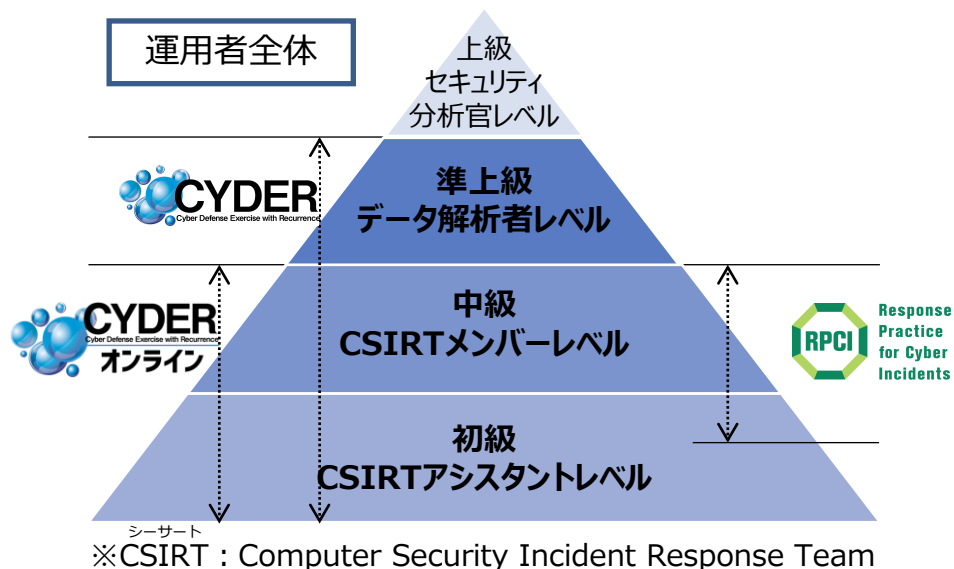 運用者全体
上級
セキュリティ
分析官レベル
CYDER
Cyber Defense Exercise with Recurrence
準上級
データ解析者レベル
CYDER
Cyber Defense Exercise with Recurrence
オンライン
中級
CSIRTメンバーレベル
RPCI
Response
Practice
for Cyber
Incidents
初級
CSIRTアシスタントレベル
シーサート
※CSIRT：Computer Security Incident Response Team